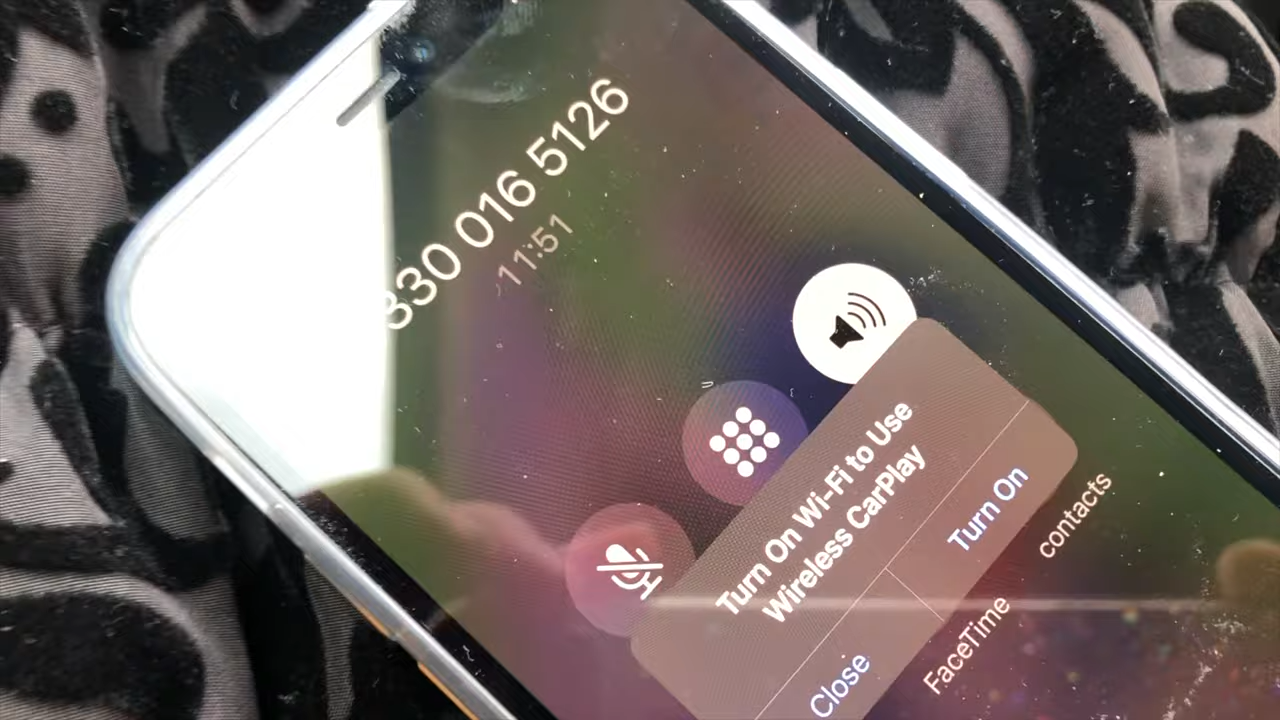 330 016 5126
11:51
Turn On Wi-Fi to Use
Wireless CarPlay
Close
Turn On
FaceTime
contacts